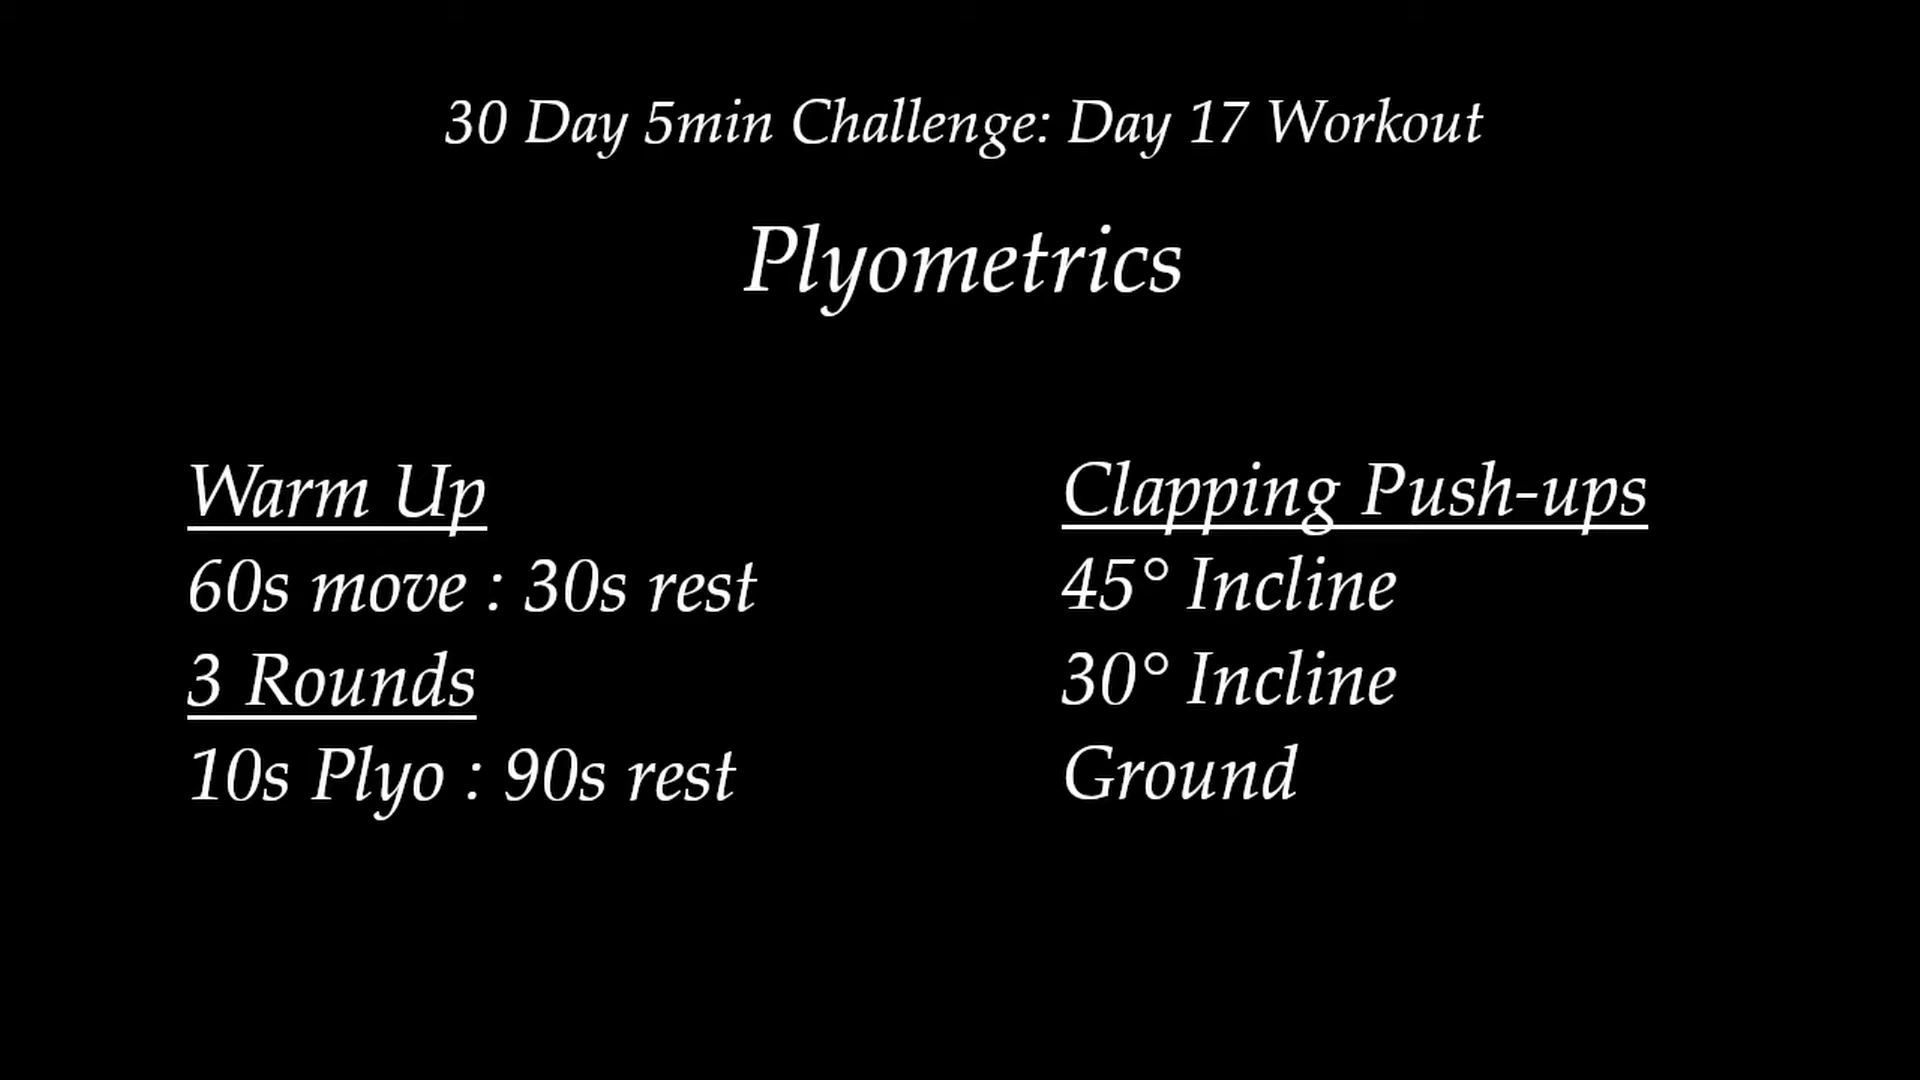 30 Day 5min Challenge: Day 17 Workout
Plyometrics
Warm Up
60s move : 30s rest
3 Rounds
10s Plyo : 90s rest
Clapping Push-ups
45° Incline
30° Incline
Ground